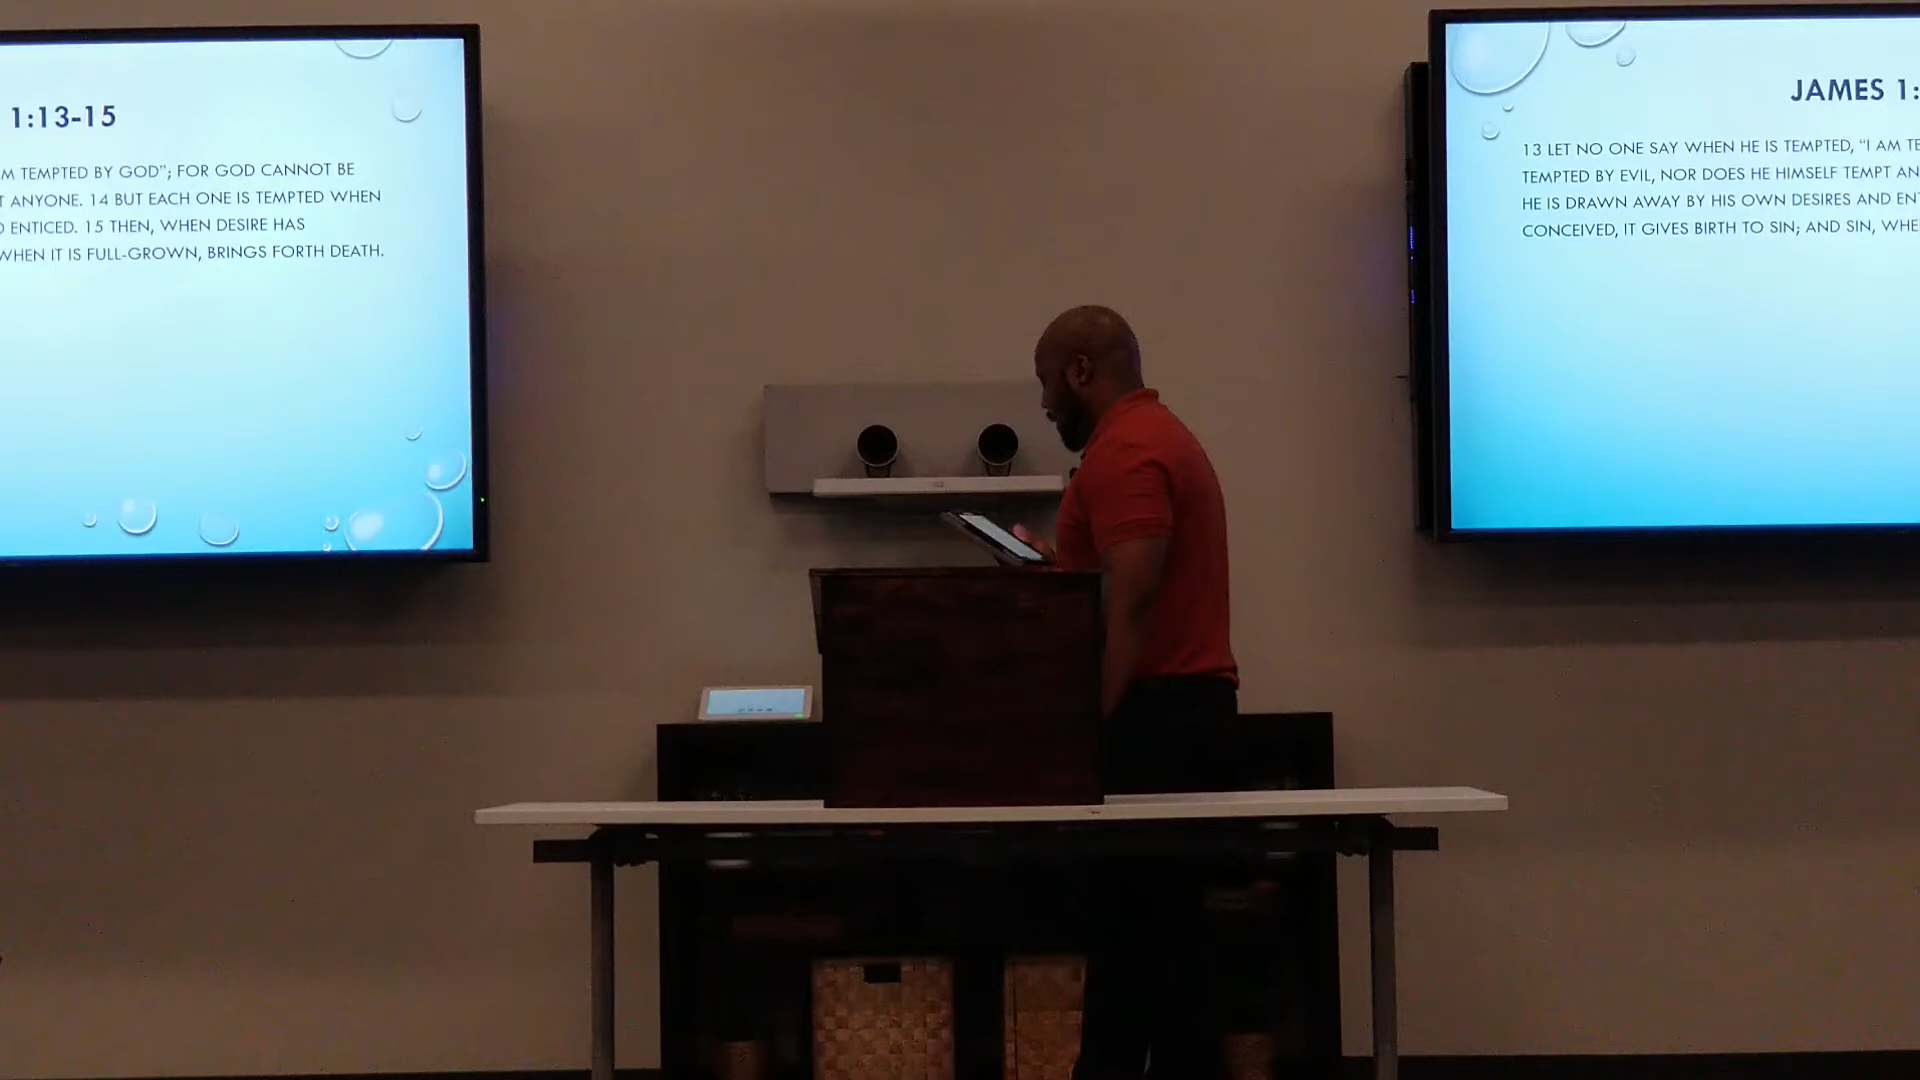 1:13-15
M TEMPTED BY GOD”; FOR GOD CANNOT BE
T ANYONE. 14 BUT EACH ONE IS TEMPTED WHEN
D ENTICED. 15 THEN, WHEN DESIRE HAS
WHEN IT IS FULL-GROWN, BRINGS FORTH DEATH.
JAMES 1:
13 LET NO ONE SAY WHEN HE IS TEMPTED, “I AM TE
TEMPTED BY EVIL, NOR DOES HE HIMSELF TEMPT AN
HE IS DRAWN AWAY BY HIS OWN DESIRES AND ENT
CONCEIVED, IT GIVES BIRTH TO SIN; AND SIN, WHE